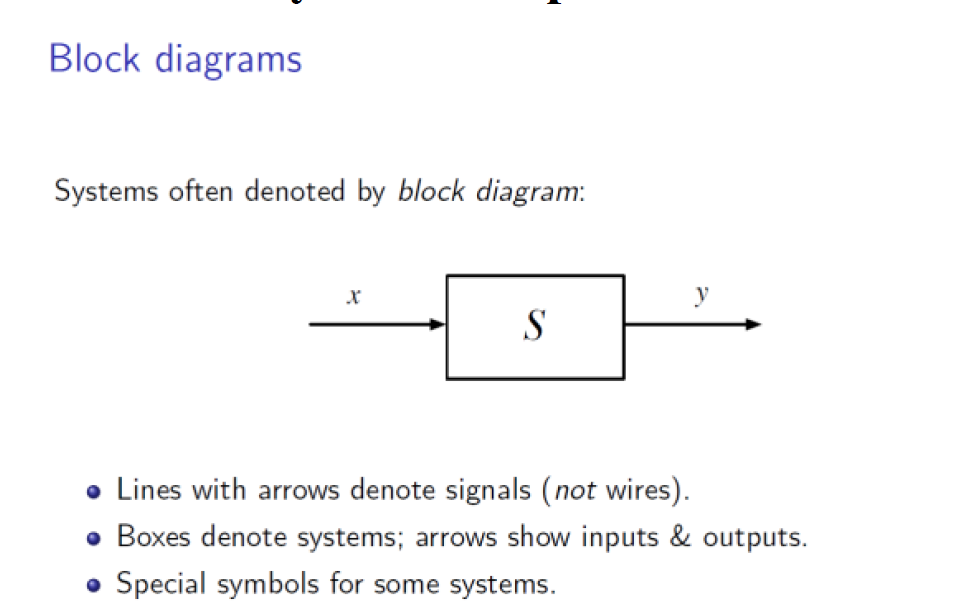 Block diagrams
Systems often denoted by block diagram:
x
y
S
Lines with arrows denote signals (not wires).
Boxes denote systems; arrows show inputs & outputs.
Special symbols for some systems.